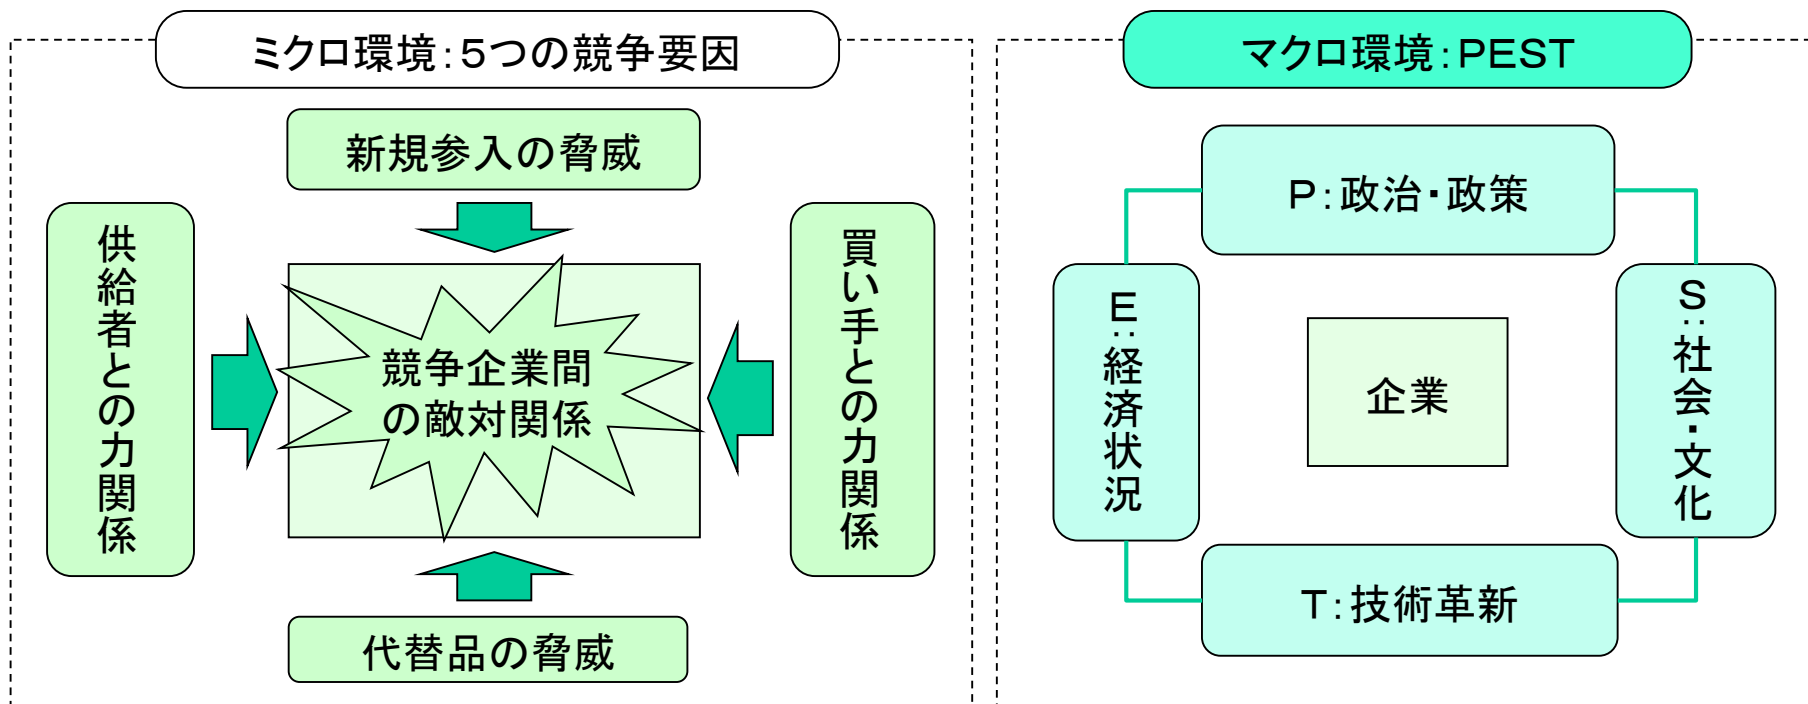 ミクロ環境：５つの競争要因
新規参入の脅威
供給者との力関係
競争企業間
の敵対関係
買い手との力関係
代替品の脅威
マクロ環境：PEST
P：政治・政策
E：経済状況
企業
S：社会・文化
T：技術革新